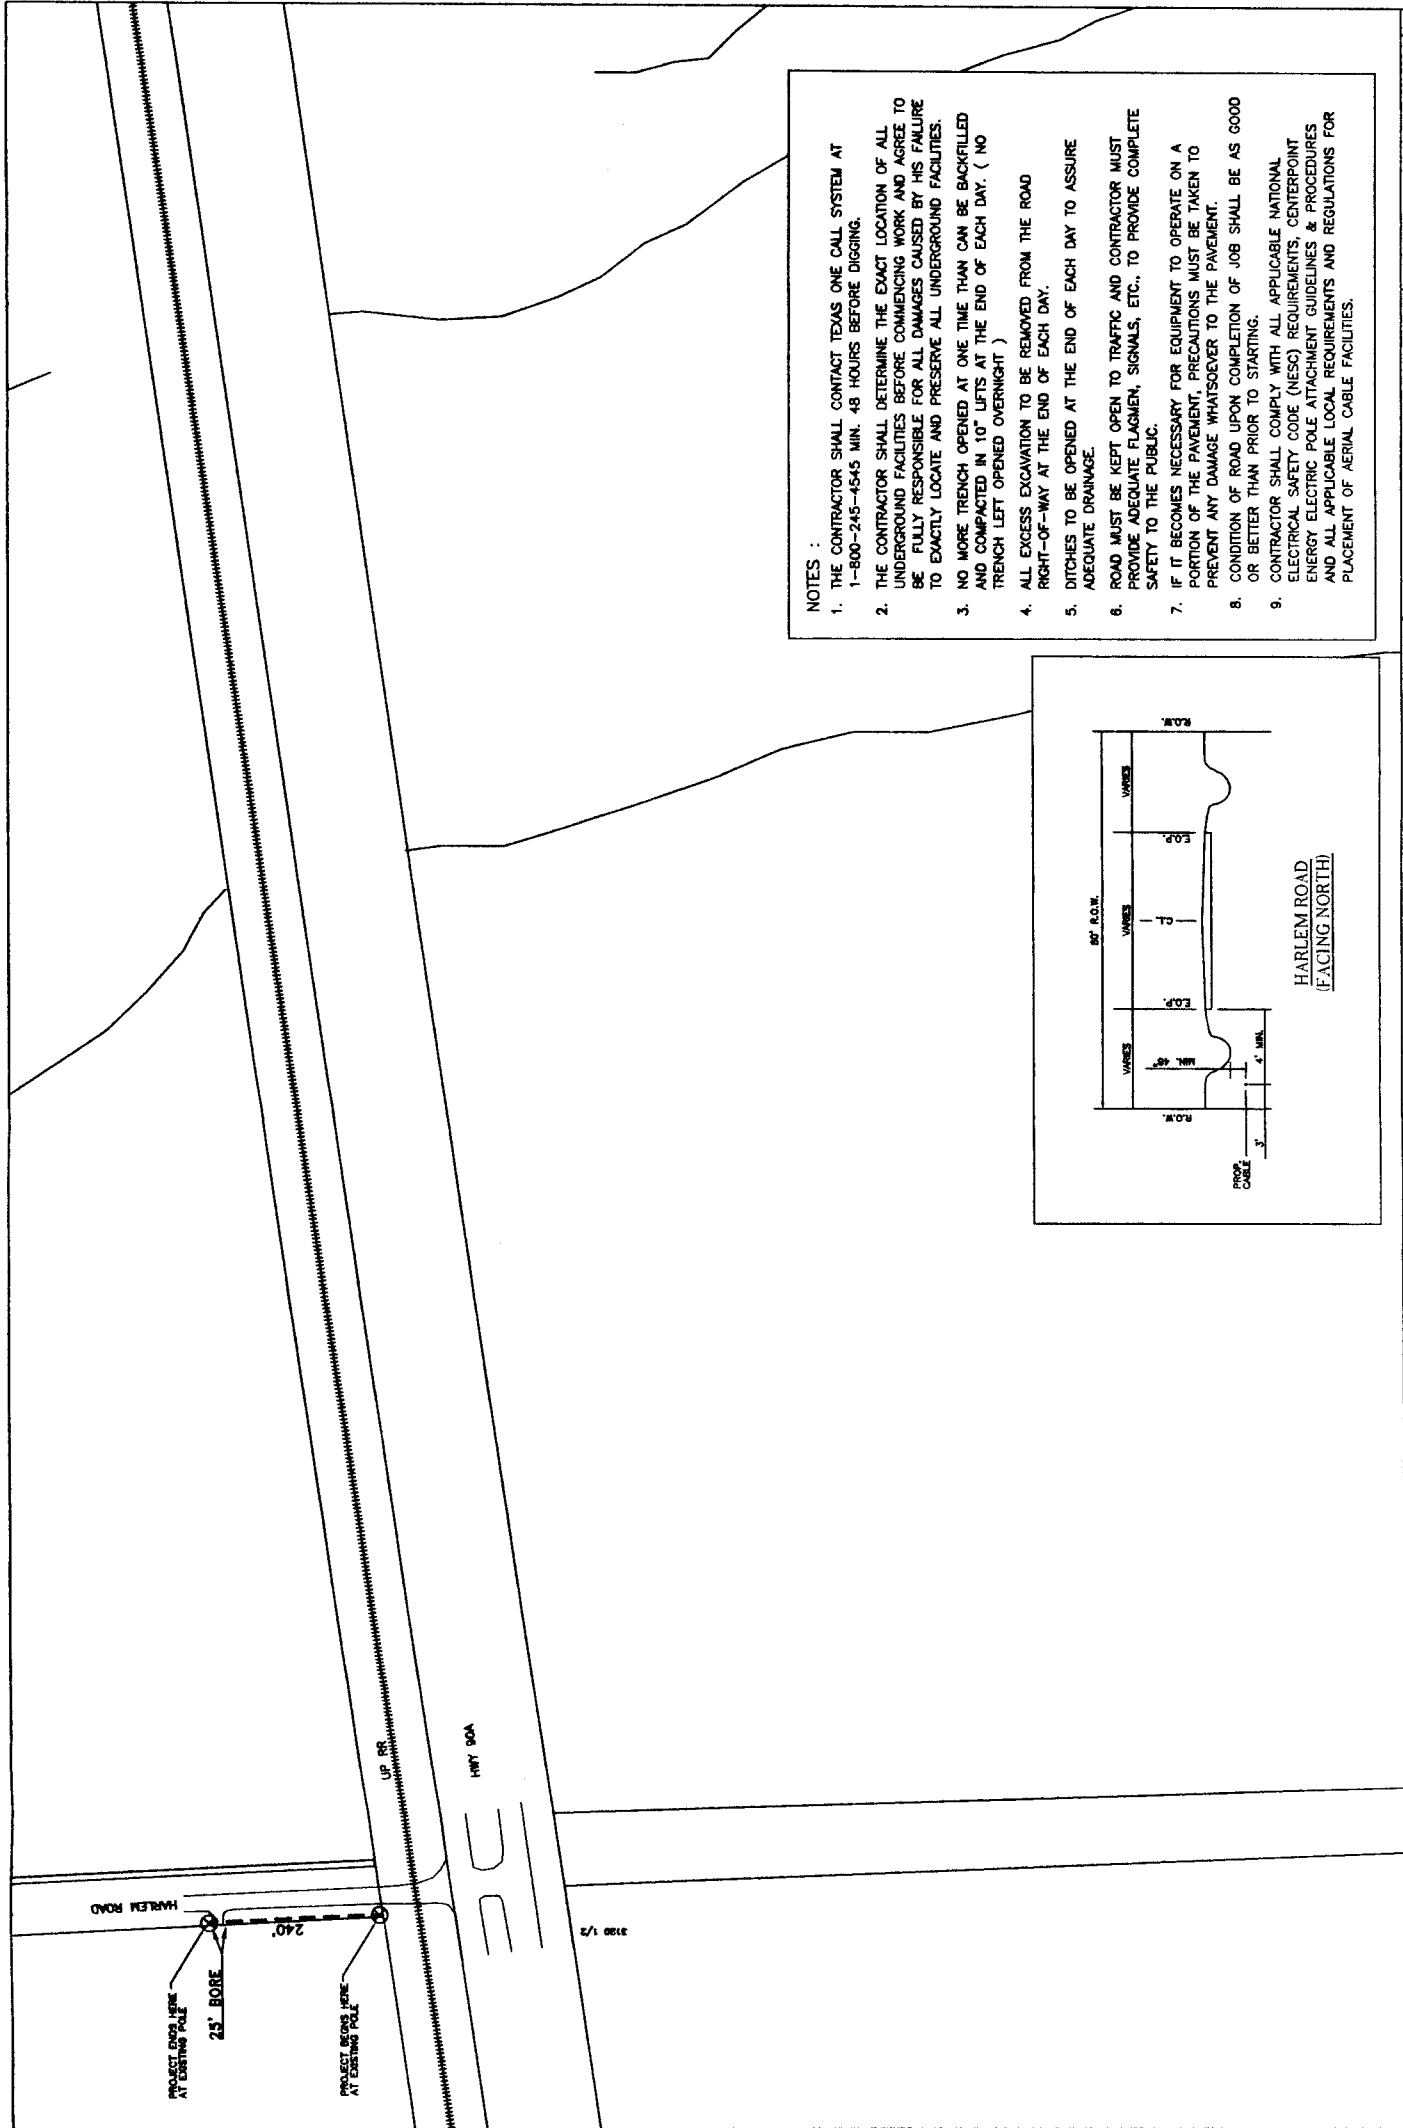 PROJECT ENDS HERE
AT EXISTING POLE
25' BORE
HARLEM ROAD
240'
PROJECT BEGINS HERE
AT EXISTING POLE
UP RR
HWY 90A
3120 1/2
NOTES :
1. THE CONTRACTOR SHALL CONTACT TEXAS ONE CALL SYSTEM AT
1-800-245-4545 MIN. 48 HOURS BEFORE DIGGING.
2. THE CONTRACTOR SHALL DETERMINE THE EXACT LOCATION OF ALL
UNDERGROUND FACILITIES BEFORE COMMENCING WORK AND AGREE TO
BE FULLY RESPONSIBLE FOR ALL DAMAGES CAUSED BY HIS FAILURE
TO EXACTLY LOCATE AND PRESERVE ALL UNDERGROUND FACILITIES.
3. NO MORE TRENCH OPENED AT ONE TIME THAN CAN BE BACKFILLED
AND COMPACTED IN 10" LIFTS AT THE END OF EACH DAY. ( NO
TRENCH LEFT OPENED OVERNIGHT )
4. ALL EXCESS EXCAVATION TO BE REMOVED FROM THE ROAD
RIGHT-OF-WAY AT THE END OF EACH DAY.
5. DITCHES TO BE OPENED AT THE END OF EACH DAY TO ASSURE
ADEQUATE DRAINAGE.
6. ROAD MUST BE KEPT OPEN TO TRAFFIC AND CONTRACTOR MUST
PROVIDE ADEQUATE FLAGMEN, SIGNALS, ETC., TO PROVIDE COMPLETE
SAFETY TO THE PUBLIC.
7. IF IT BECOMES NECESSARY FOR EQUIPMENT TO OPERATE ON A
PORTION OF THE PAVEMENT, PRECAUTIONS MUST BE TAKEN TO
PREVENT ANY DAMAGE WHATSOEVER TO THE PAVEMENT.
8. CONDITION OF ROAD UPON COMPLETION OF JOB SHALL BE AS GOOD
OR BETTER THAN PRIOR TO STARTING.
9. CONTRACTOR SHALL COMPLY WITH ALL APPLICABLE NATIONAL
ELECTRICAL SAFETY CODE (NESC) REQUIREMENTS, CENTERPOINT
ENERGY ELECTRIC POLE ATTACHMENT GUIDELINES & PROCEDURES
AND ALL APPLICABLE LOCAL REQUIREMENTS AND REGULATIONS FOR
PLACEMENT OF AERIAL CABLE FACILITIES.
80' R.O.W.
VARIES
VARIES
VARIES
R.O.W.
MIN. 48"
E.O.P.
C.L.
E.O.P.
R.O.W.
PROP.
CABLE
3'
4' MIN.
HARLEM ROAD
(FACING NORTH)